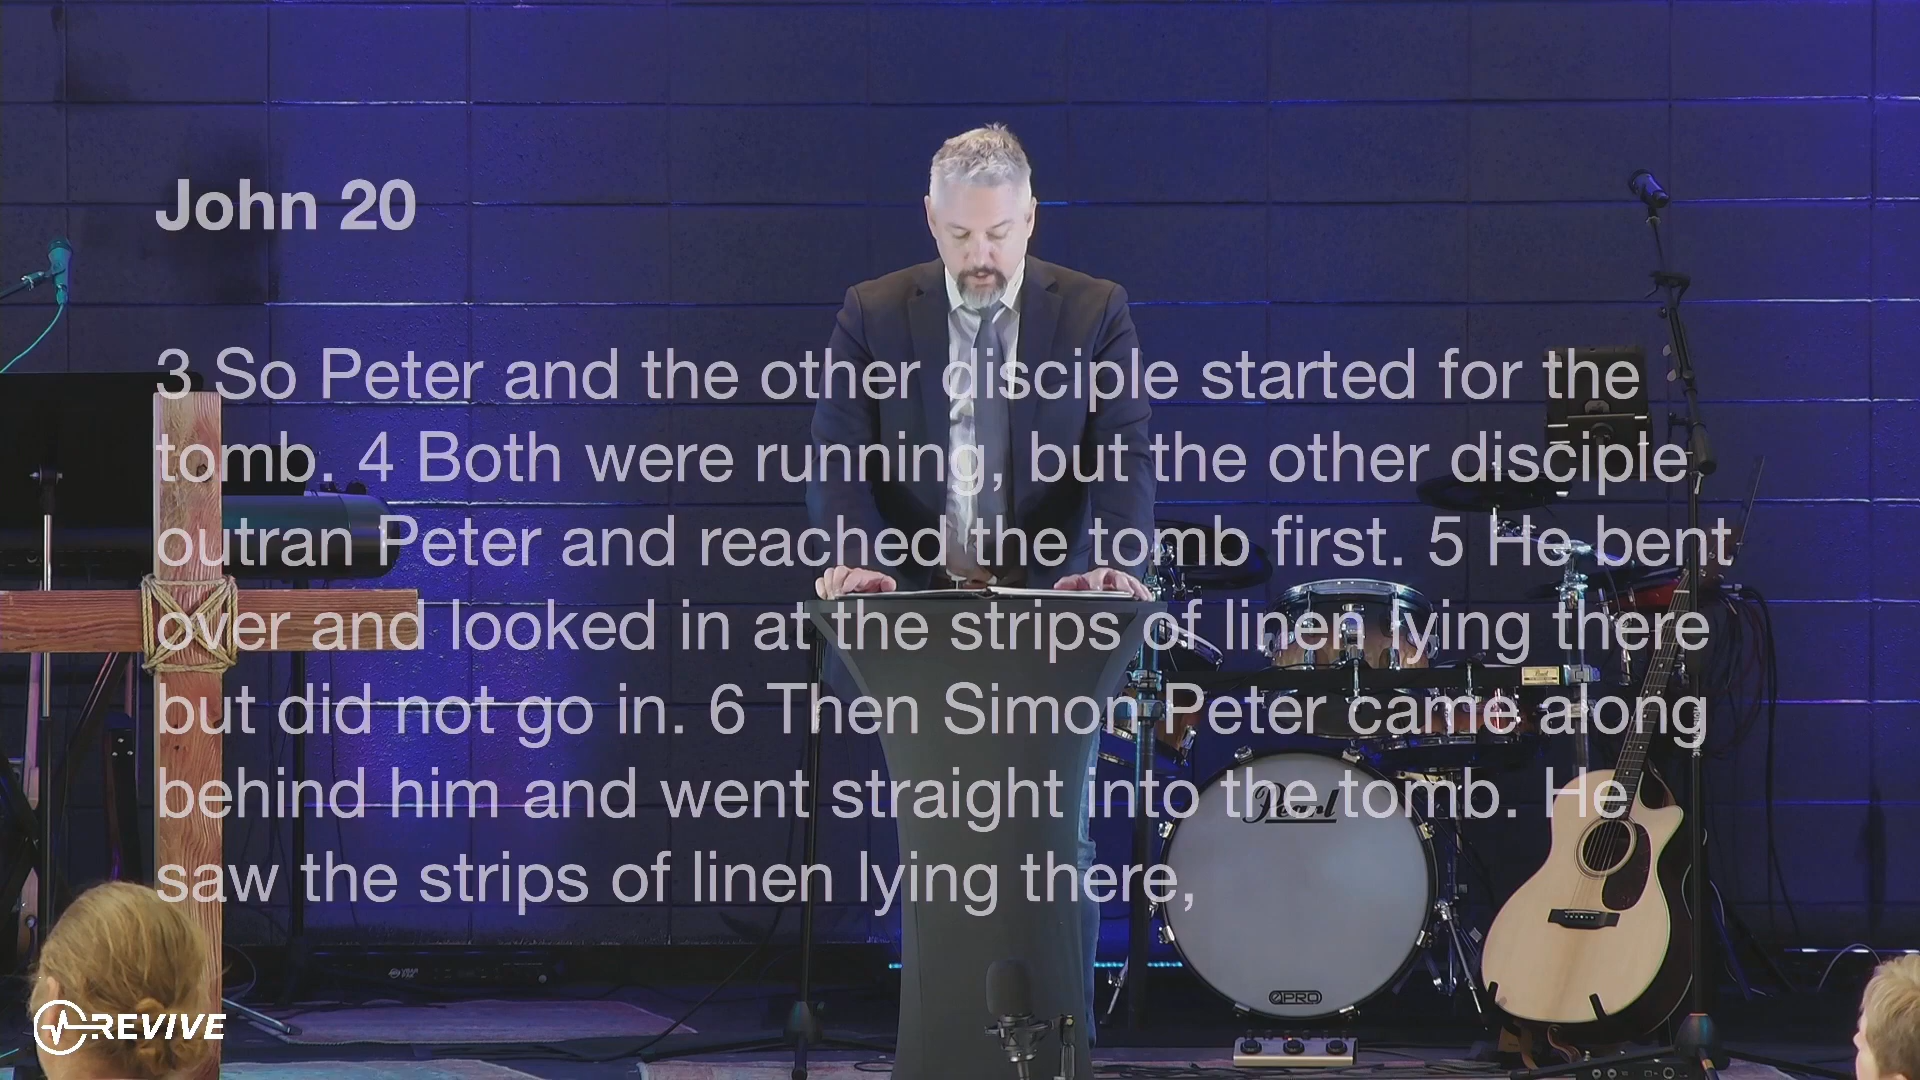 John 20
3 So Peter and the other disciple started for the
tomb. 4 Both were running, but the other disciple
outran Peter and reached the tomb first. 5 He bent
over and looked in at the strips of linen lying there
but did not go in. 6 Then Simon Peter came along
behind him and went straight into the tomb. He
saw the strips of linen lying there,
Pearl
PRO
REVIVE